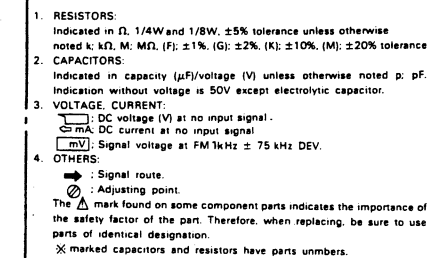 1. RESISTORS:
Indicated in Ω, 1/4W and 1/8W, ±5% tolerance unless otherwise
noted k; kΩ, M; MΩ, (F); ±1%, (G); ±2%, (K); ±10%, (M); ±20% tolerance
2. CAPACITORS:
Indicated in capacity (μF)/voltage (V) unless otherwise noted p; pF.
Indication without voltage is 50V except electrolytic capacitor.
3. VOLTAGE, CURRENT:
: DC voltage (V) at no input signal.
⇦ mA: DC current at no input signal
mV : Signal voltage at FM 1kHz ± 75 kHz DEV.
4. OTHERS:
➡ : Signal route.
⊘ : Adjusting point.
The ⚠ mark found on some component parts indicates the importance of
the safety factor of the part. Therefore, when replacing, be sure to use
parts of identical designation.
※ marked capacitors and resistors have parts unmbers.